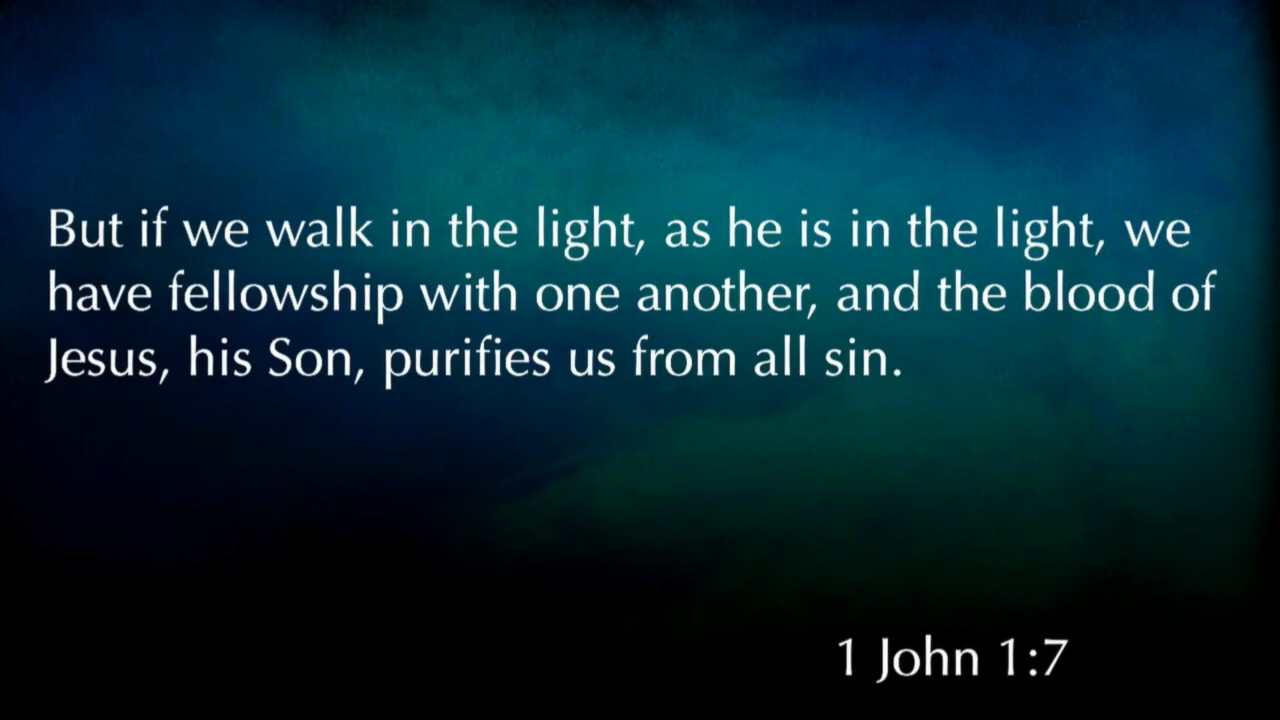 But if we walk in the light, as he is in the light, we
have fellowship with one another, and the blood of
Jesus, his Son, purifies us from all sin.
1 John 1:7